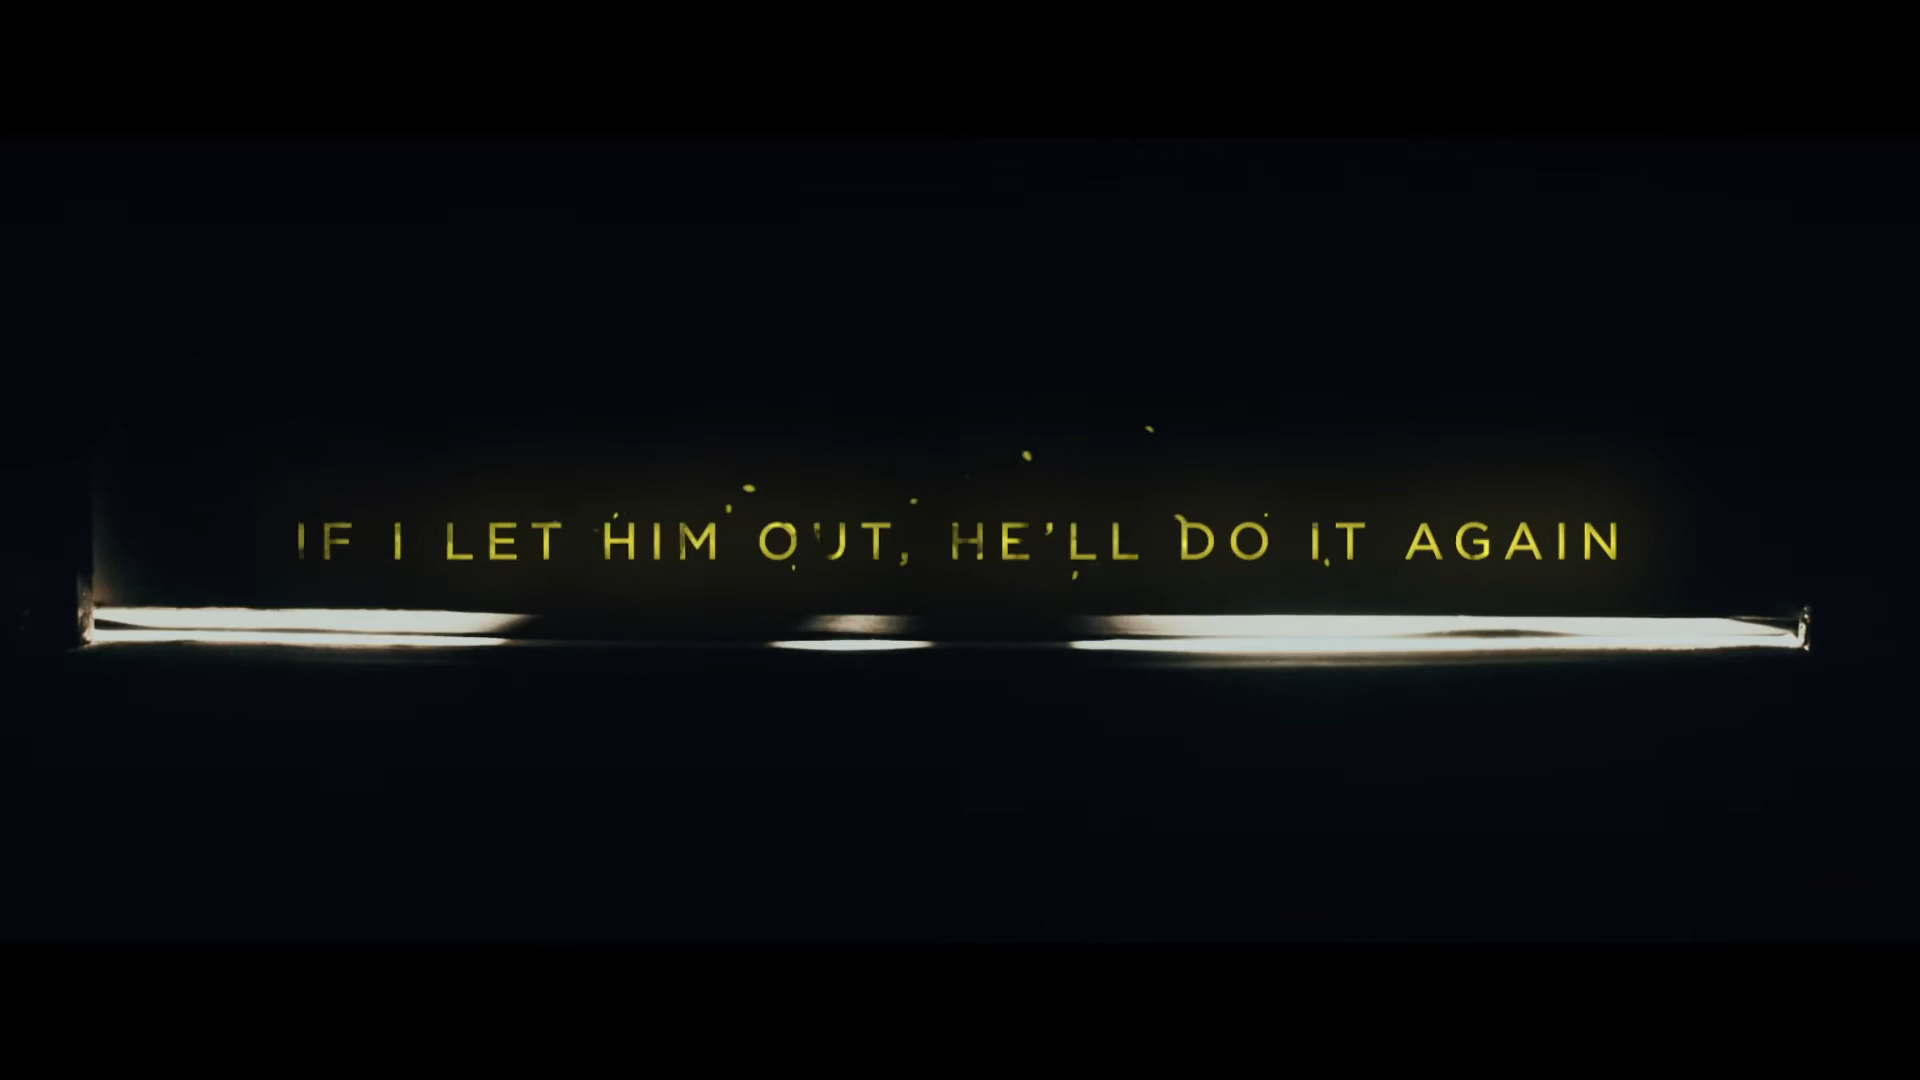 IF I LET HIM OUT, HE’LL DO IT AGAIN